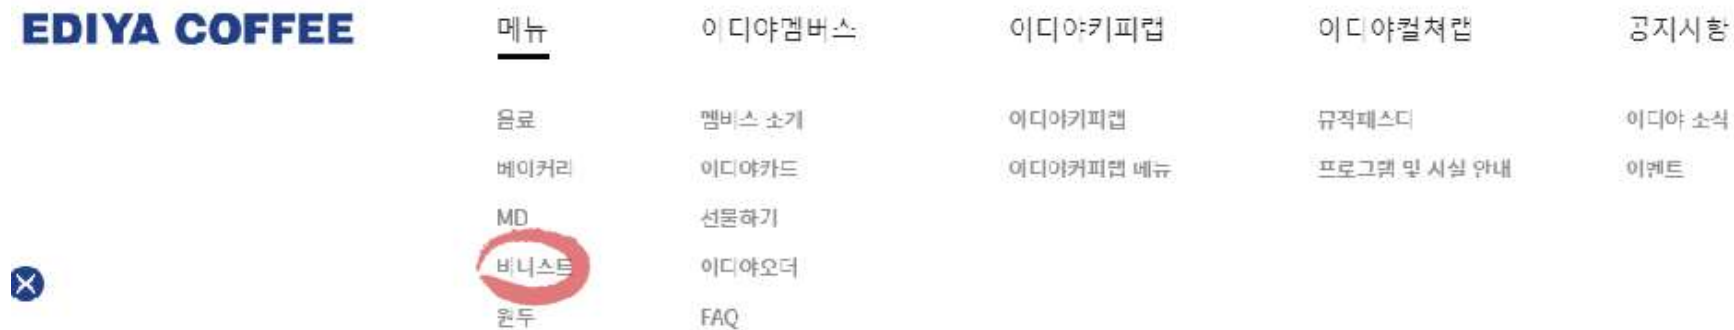 EDIYA COFFEE 메뉴 이디야멤버스 이디야커피랩 이디야컬쳐랩 공지사항
음료 멤버스 소개 이디야커피랩 뮤직페스타 이디야 소식
베이커리 이디야카드 이디야커피랩 메뉴 프로그램 및 시설 안내 이벤트
MD 선물하기
비니스트 이디야오더
원두 FAQ